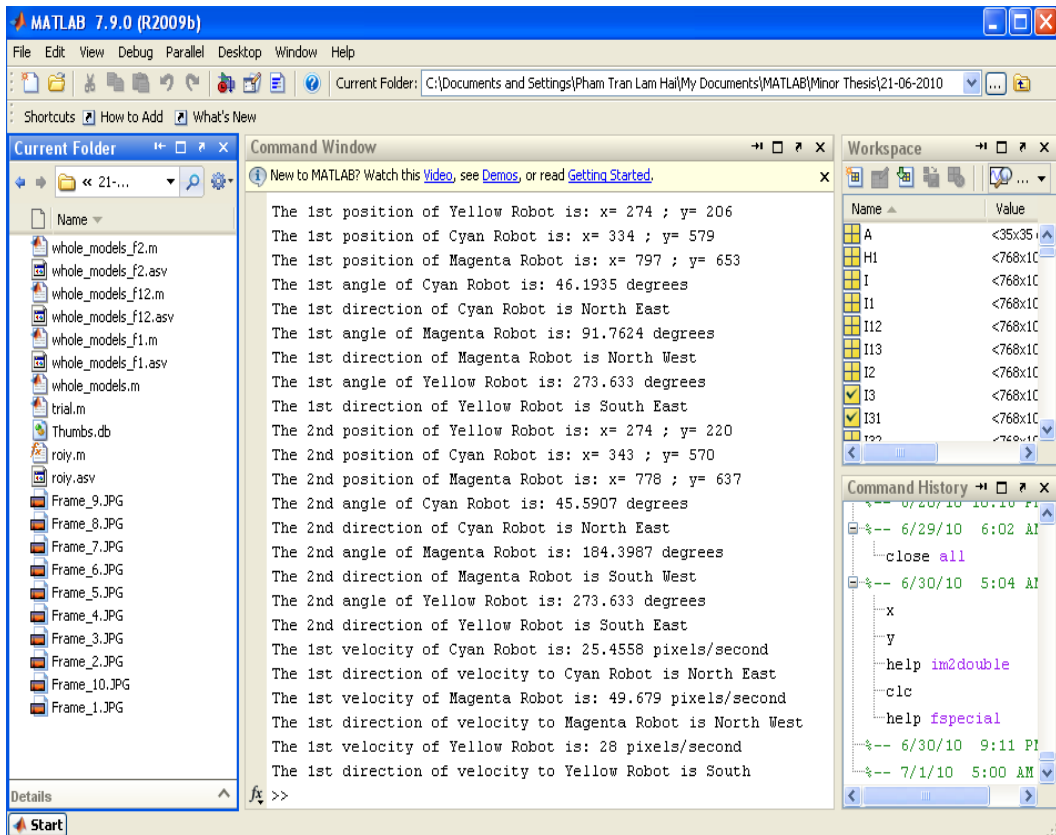 MATLAB 7.9.0 (R2009b)
File Edit View Debug Parallel Desktop Window Help
Current Folder: C:\Documents and Settings\Pham Tran Lam Hai\My Documents\MATLAB\Minor Thesis\21-06-2010
Shortcuts How to Add What's New
Current Folder
« 21-...
Name
whole_models_f2.m
whole_models_f2.asv
whole_models_f12.m
whole_models_f12.asv
whole_models_f1.m
whole_models_f1.asv
whole_models.m
trial.m
Thumbs.db
roiy.m
roiy.asv
Frame_9.JPG
Frame_8.JPG
Frame_7.JPG
Frame_6.JPG
Frame_5.JPG
Frame_4.JPG
Frame_3.JPG
Frame_2.JPG
Frame_10.JPG
Frame_1.JPG
Details
Start
Command Window
New to MATLAB? Watch this Video, see Demos, or read Getting Started.
The 1st position of Yellow Robot is: x= 274 ; y= 206
The 1st position of Cyan Robot is: x= 334 ; y= 579
The 1st position of Magenta Robot is: x= 797 ; y= 653
The 1st angle of Cyan Robot is: 46.1935 degrees
The 1st direction of Cyan Robot is North East
The 1st angle of Magenta Robot is: 91.7624 degrees
The 1st direction of Magenta Robot is North West
The 1st angle of Yellow Robot is: 273.633 degrees
The 1st direction of Yellow Robot is South East
The 2nd position of Yellow Robot is: x= 274 ; y= 220
The 2nd position of Cyan Robot is: x= 343 ; y= 570
The 2nd position of Magenta Robot is: x= 778 ; y= 637
The 2nd angle of Cyan Robot is: 45.5907 degrees
The 2nd direction of Cyan Robot is North East
The 2nd angle of Magenta Robot is: 184.3987 degrees
The 2nd direction of Magenta Robot is South West
The 2nd angle of Yellow Robot is: 273.633 degrees
The 2nd direction of Yellow Robot is South East
The 1st velocity of Cyan Robot is: 25.4558 pixels/second
The 1st direction of velocity to Cyan Robot is North East
The 1st velocity of Magenta Robot is: 49.679 pixels/second
The 1st direction of velocity to Magenta Robot is North West
The 1st velocity of Yellow Robot is: 28 pixels/second
The 1st direction of velocity to Yellow Robot is South
fx >>
Workspace
Name Value
A <35x35
H1 <768x10
I <768x10
I1 <768x10
I12 <768x10
I13 <768x10
I2 <768x10
I3 <768x10
I31 <768x10
Command History
%-- 6/29/10 6:02 AM
close all
%-- 6/30/10 5:04 AM
x
y
help im2double
clc
help fspecial
%-- 6/30/10 9:11 PM
%-- 7/1/10 5:00 AM